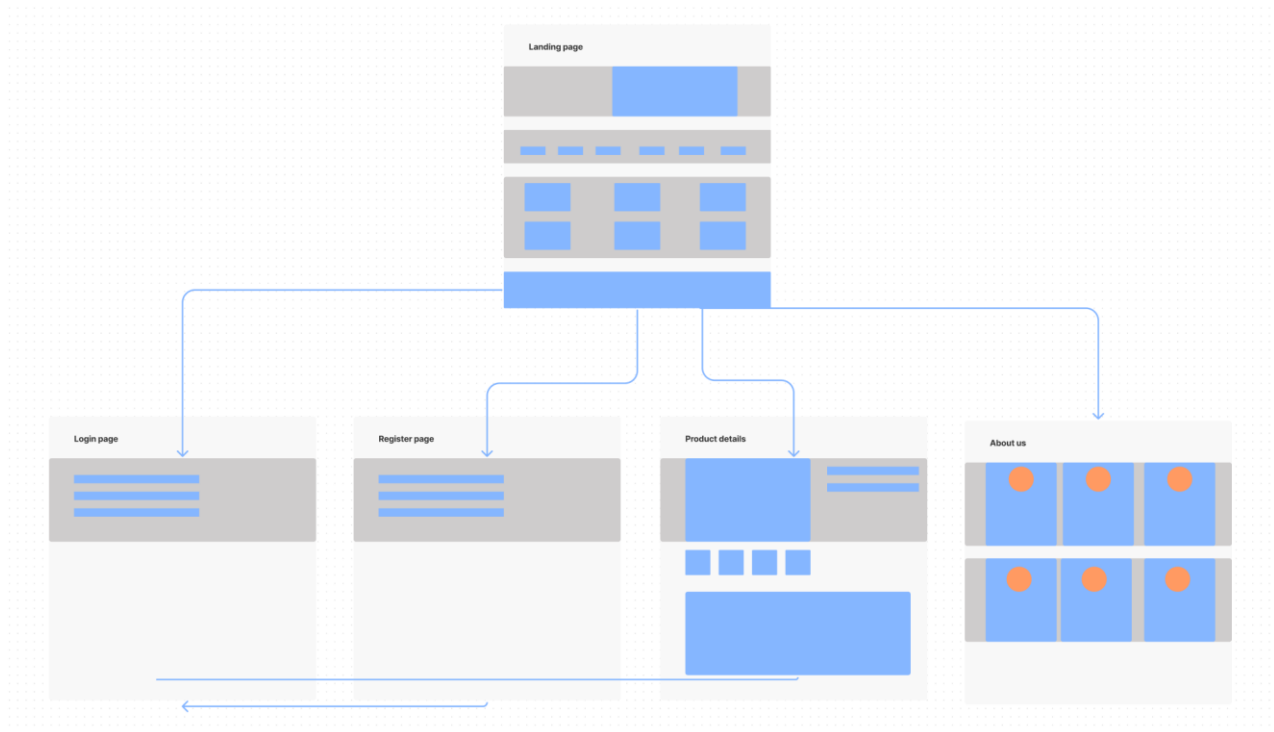 Landing page
Login page
Register page
Product details
About us